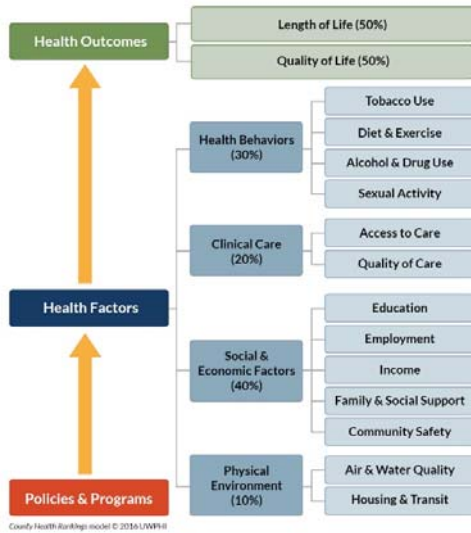 Health Outcomes
Length of Life (50%)
Quality of Life (50%)
Health Factors
Health Behaviors
(30%)
Tobacco Use
Diet & Exercise
Alcohol & Drug Use
Sexual Activity
Clinical Care
(20%)
Access to Care
Quality of Care
Social &
Economic Factors
(40%)
Education
Employment
Income
Family & Social Support
Community Safety
Physical
Environment
(10%)
Air & Water Quality
Housing & Transit
Policies & Programs
County Health Rankings model © 2016 UWPHI